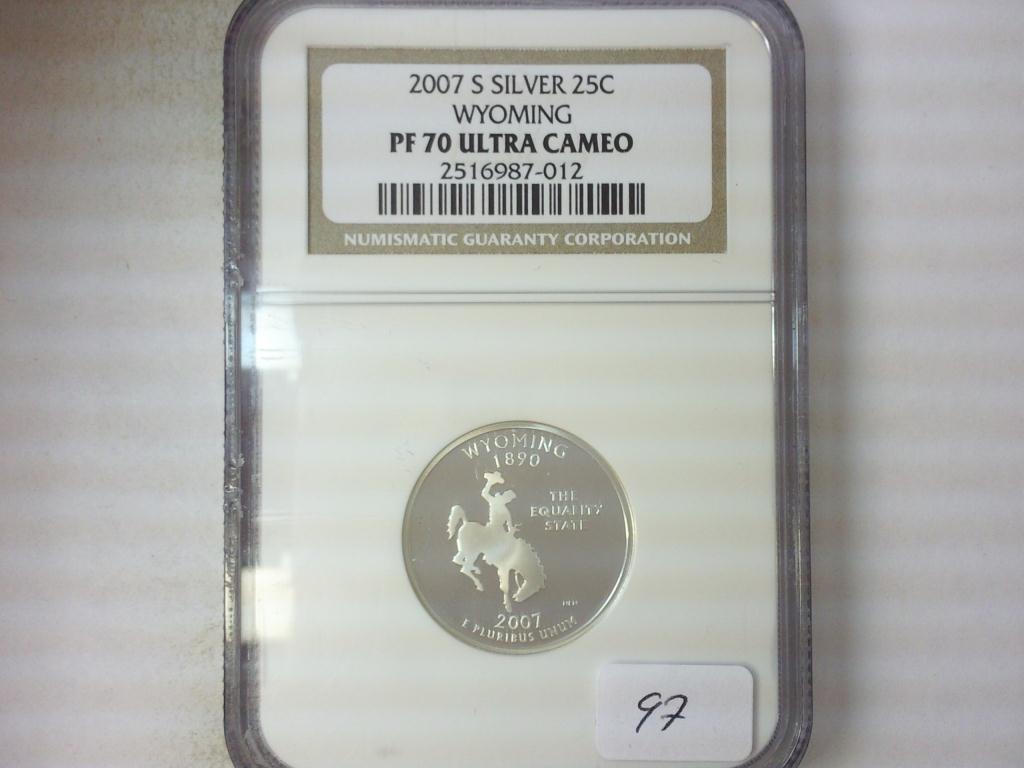 2007 S SILVER 25C
WYOMING
PF 70 ULTRA CAMEO
2516987-012
NUMISMATIC GUARANTY CORPORATION
WYOMING
1890
THE
EQUALITY
STATE
2007
E PLURIBUS UNUM
97